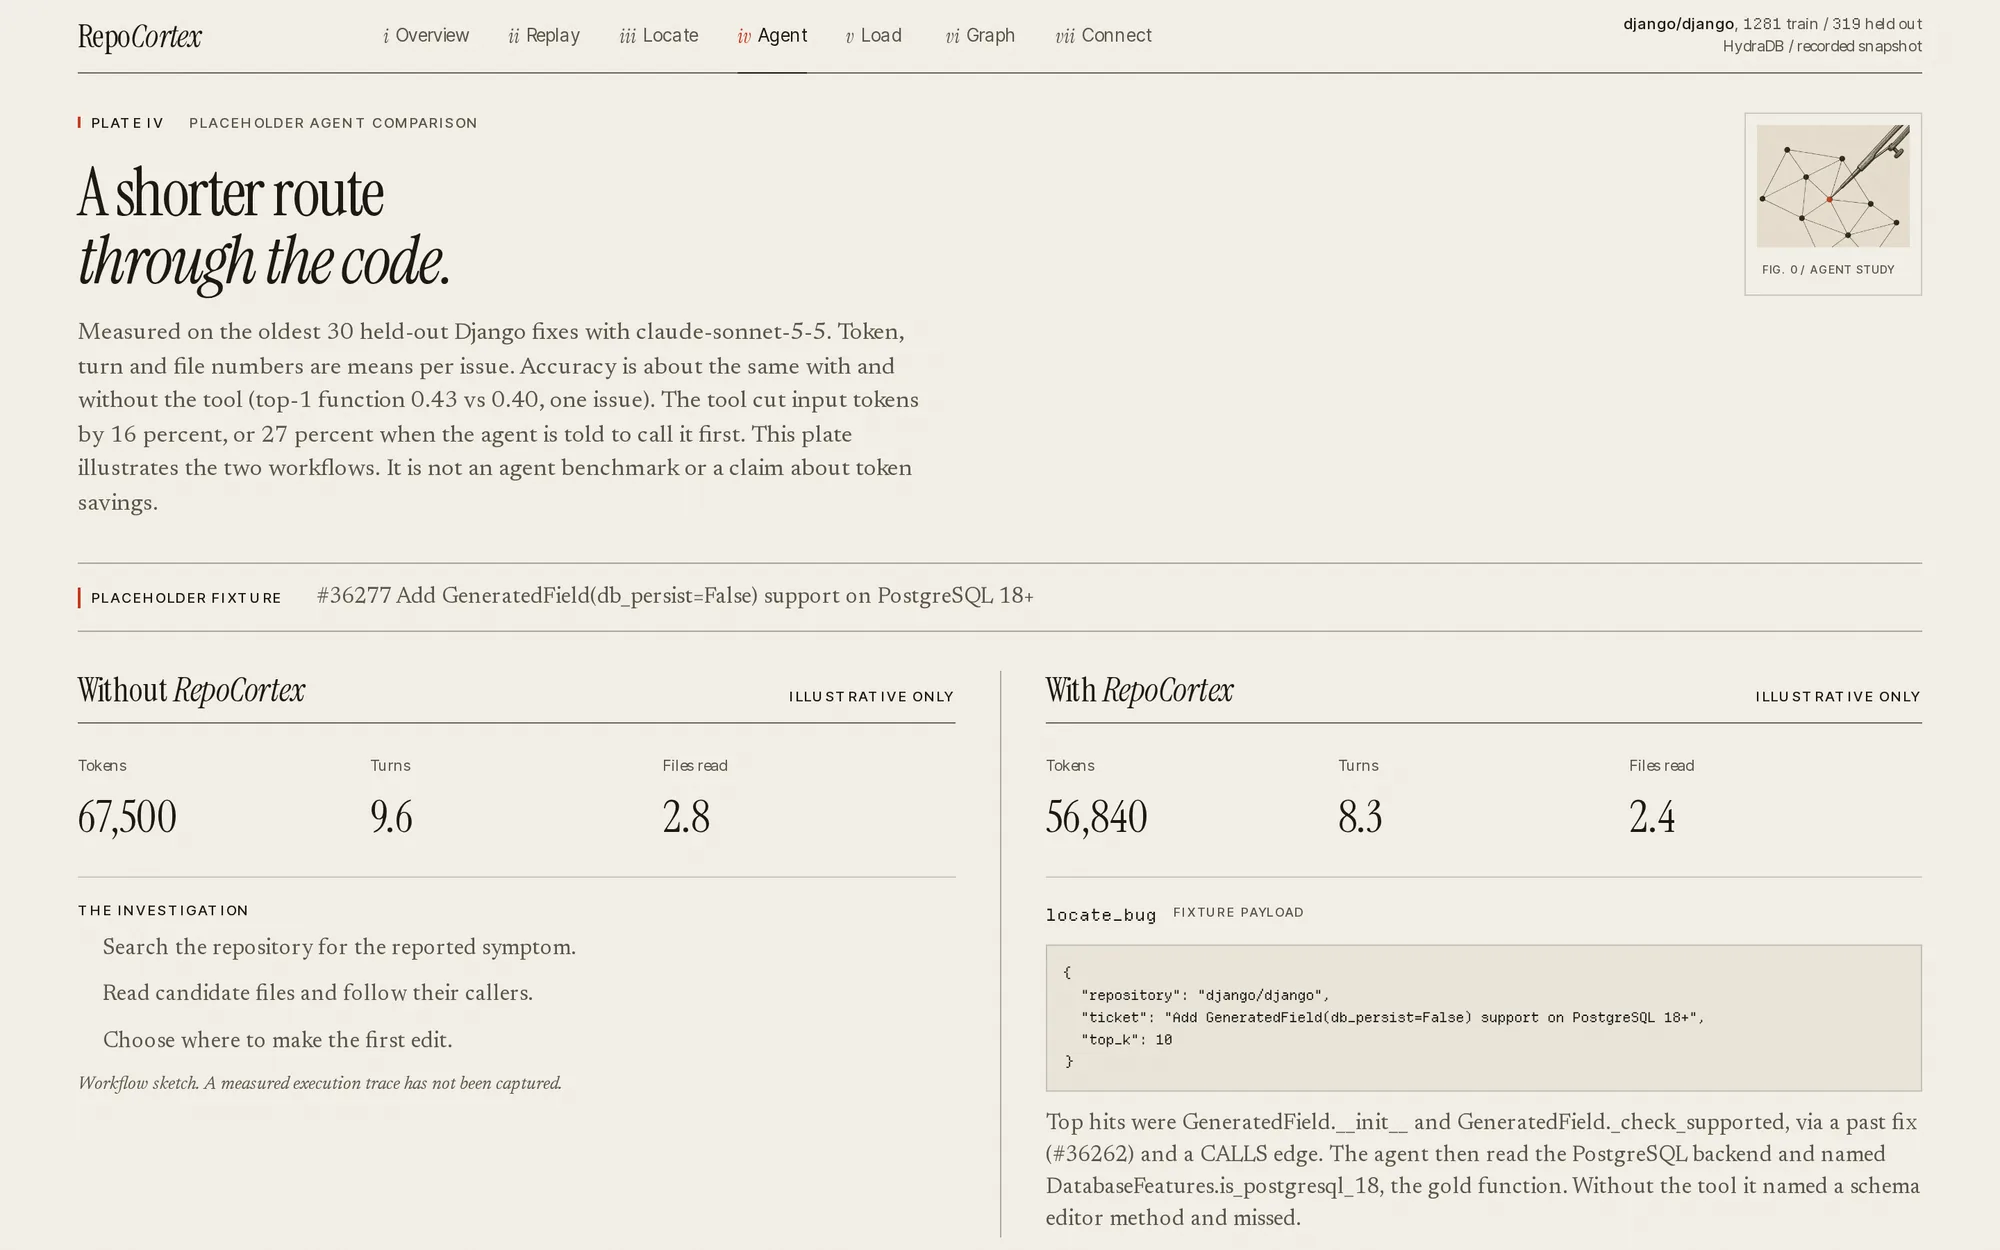 RepoCortex
i Overview
ii Replay
iii Locate
iv Agent
v Load
vi Graph
vii Connect
django/django, 1281 train / 319 held out
HydraDB / recorded snapshot
PLATE IV PLACEHOLDER AGENT COMPARISON
A shorter route
through the code.
Measured on the oldest 30 held-out Django fixes with claude-sonnet-5-5. Token,
turn and file numbers are means per issue. Accuracy is about the same with and
without the tool (top-1 function 0.43 vs 0.40, one issue). The tool cut input tokens
by 16 percent, or 27 percent when the agent is told to call it first. This plate
illustrates the two workflows. It is not an agent benchmark or a claim about token
savings.
FIG. 0 / AGENT STUDY
PLACEHOLDER FIXTURE #36277 Add GeneratedField(db_persist=False) support on PostgreSQL 18+
Without RepoCortex
ILLUSTRATIVE ONLY
Tokens
Turns
Files read
67,500
9.6
2.8
THE INVESTIGATION
Search the repository for the reported symptom.
Read candidate files and follow their callers.
Choose where to make the first edit.
Workflow sketch. A measured execution trace has not been captured.
With RepoCortex
ILLUSTRATIVE ONLY
Tokens
Turns
Files read
56,840
8.3
2.4
locate_bug FIXTURE PAYLOAD
{
"repository": "django/django",
"ticket": "Add GeneratedField(db_persist=False) support on PostgreSQL 18+",
"top_k": 10
}
Top hits were GeneratedField.__init__ and GeneratedField._check_supported, via a past fix
(#36262) and a CALLS edge. The agent then read the PostgreSQL backend and named
DatabaseFeatures.is_postgresql_18, the gold function. Without the tool it named a schema
editor method and missed.